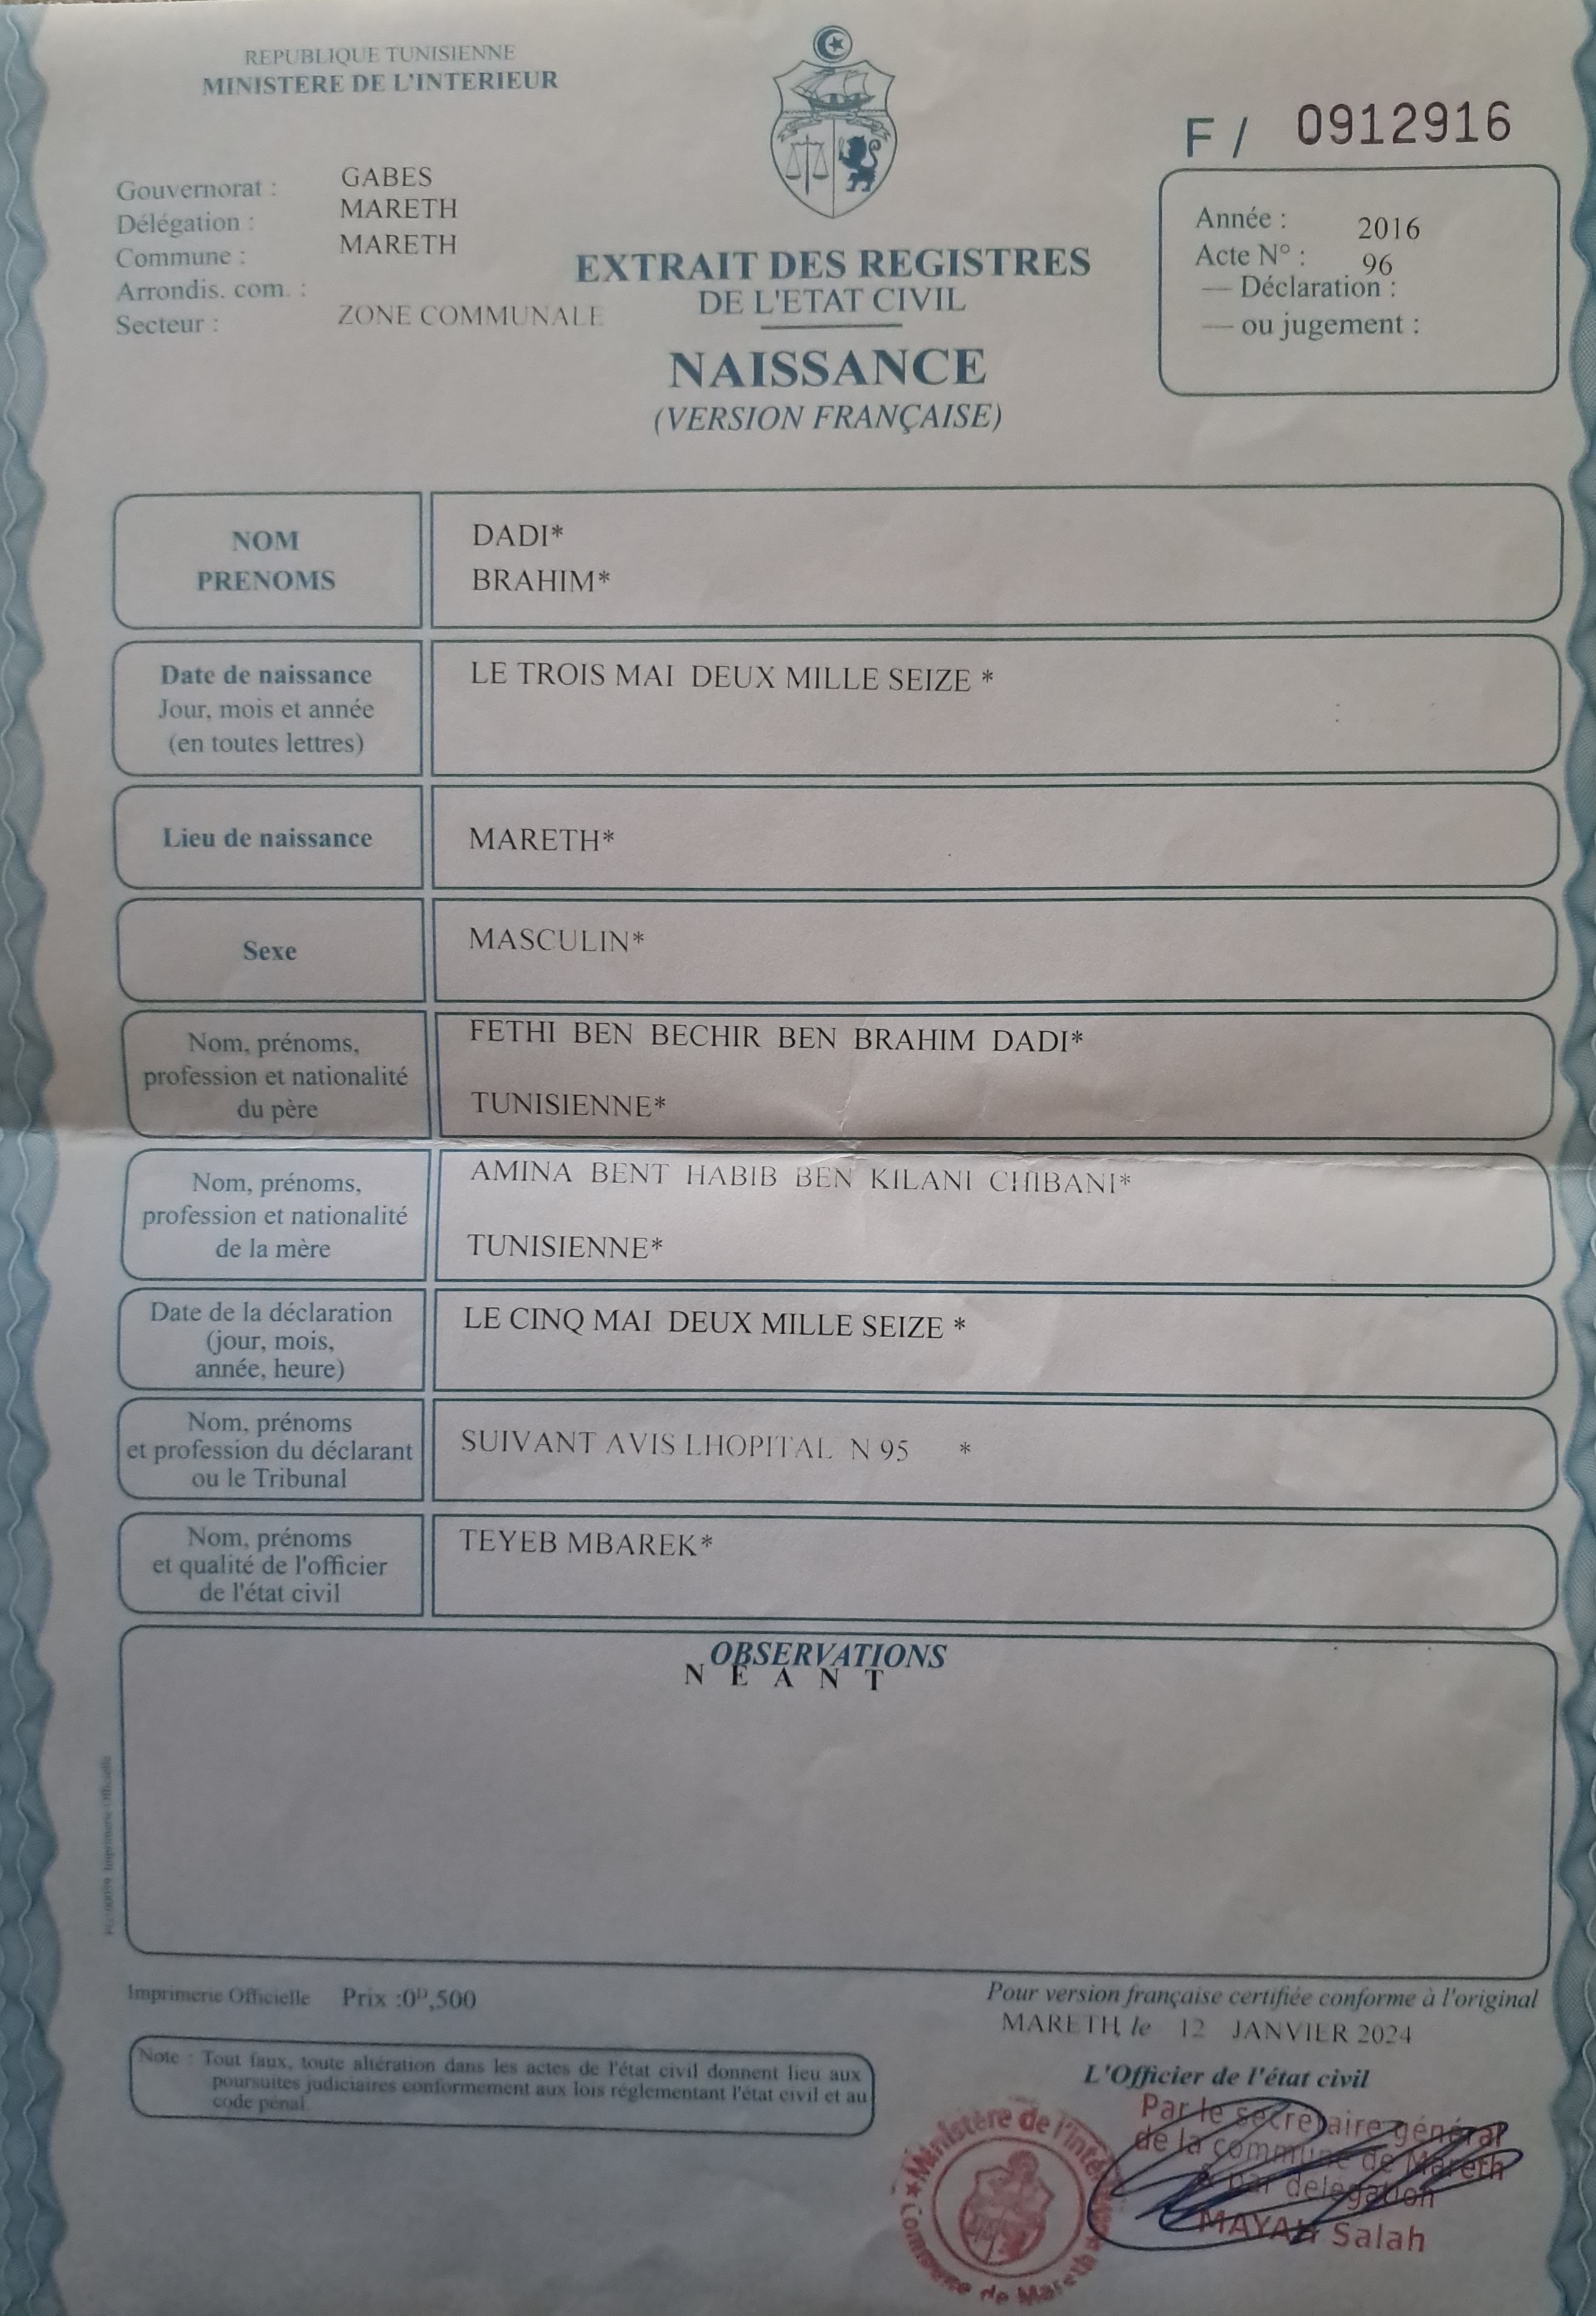 REPUBLIQUE TUNISIENNE
MINISTERE DE L'INTERIEUR
F / 0912916
Gouvernorat : GABES
Délégation : MARETH
Commune : MARETH
Arrondis. com. :
Secteur : ZONE COMMUNALE
EXTRAIT DES REGISTRES
DE L'ETAT CIVIL
NAISSANCE
(VERSION FRANÇAISE)
Année : 2016
Acte N° : 96
— Déclaration :
— ou jugement :
NOM DADI*
PRENOMS BRAHIM*
Date de naissance LE TROIS MAI DEUX MILLE SEIZE *
Jour, mois et année
(en toutes lettres)
Lieu de naissance MARETH*
Sexe MASCULIN*
Nom, prénoms, FETHI BEN BECHIR BEN BRAHIM DADI*
profession et nationalité
du père TUNISIENNE*
Nom, prénoms, AMINA BENT HABIB BEN KILANI CHIBANI*
profession et nationalité
de la mère TUNISIENNE*
Date de la déclaration LE CINQ MAI DEUX MILLE SEIZE *
(jour, mois,
année, heure)
Nom, prénoms
et profession du déclarant SUIVANT AVIS LHOPITAL N 95 *
ou le Tribunal
Nom, prénoms TEYEB MBAREK*
et qualité de l'officier
de l'état civil
OBSERVATIONS
N E A N T
Imprimerie Officielle
Imprimerie Officielle Prix :0D,500
Pour version française certifiée conforme à l'original
MARETH, le 12 JANVIER 2024
Note : Tout faux, toute altération dans les actes de l'état civil donnent lieu aux
poursuites judiciaires conformement aux lois réglementant l'état civil et au
code pénal.
L'Officier de l'état civil
Par le secretaire général
de la commune de Mareth
& par delegation
MAYAH Salah
Ministère de l'intér
Commune de Mareth